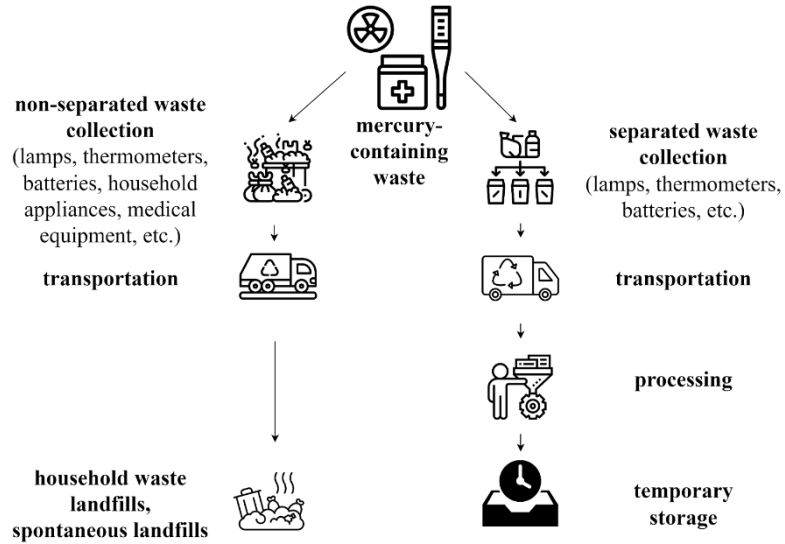 non-separated waste
collection
(lamps, thermometers,
batteries, household
appliances, medical
equipment, etc.)
mercury-
containing
waste
separated waste
collection
(lamps, thermometers,
batteries, etc.)
transportation
transportation
processing
household waste
landfills,
spontaneous landfills
temporary
storage